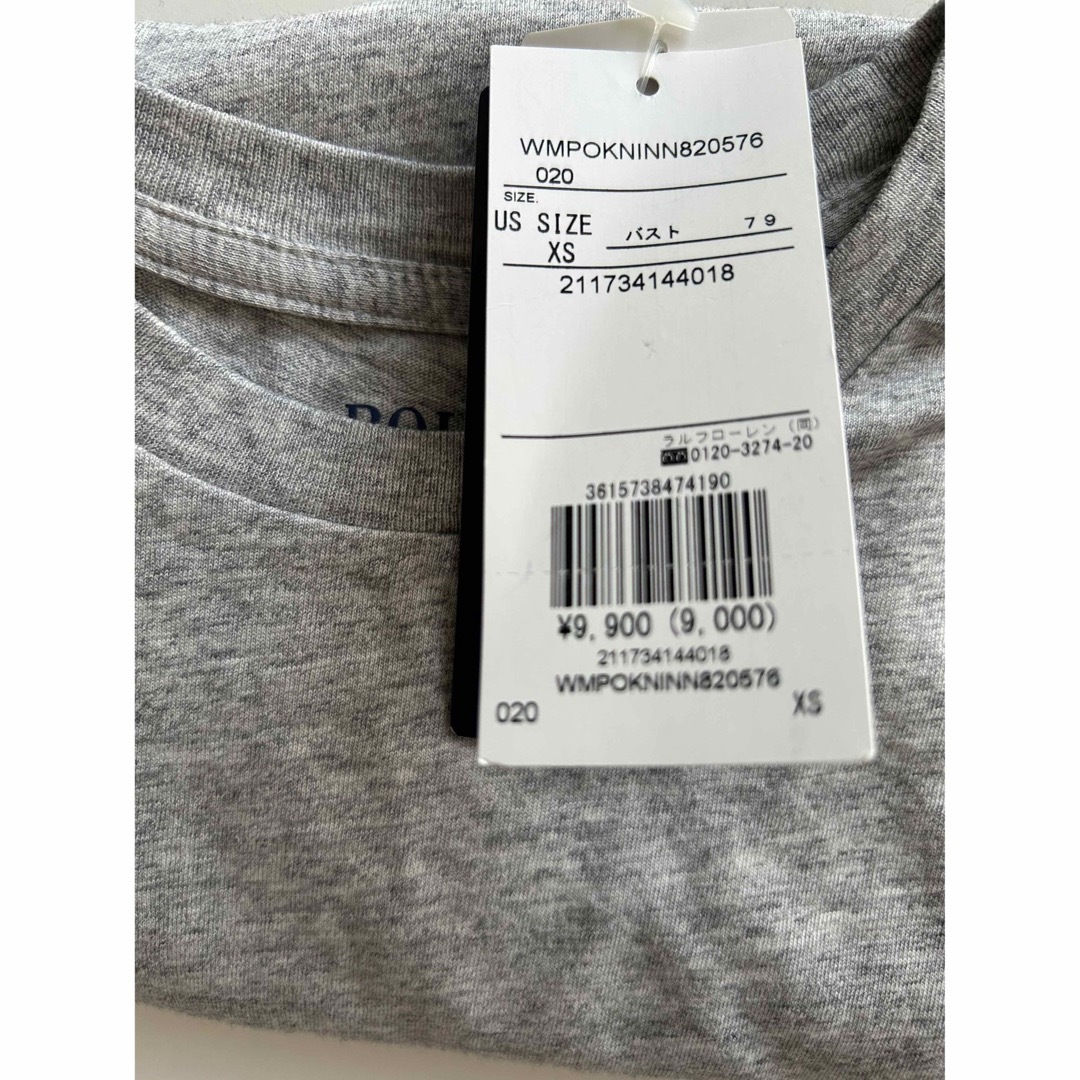 WMPOKNINN820576
020
SIZE.
US SIZE
XS
バスト 79
211734144018
ラルフローレン(同)
0120-3274-20
3615738474190
¥9,900 (9,000)
211734144018
WMPOKNINN820576
020 XS